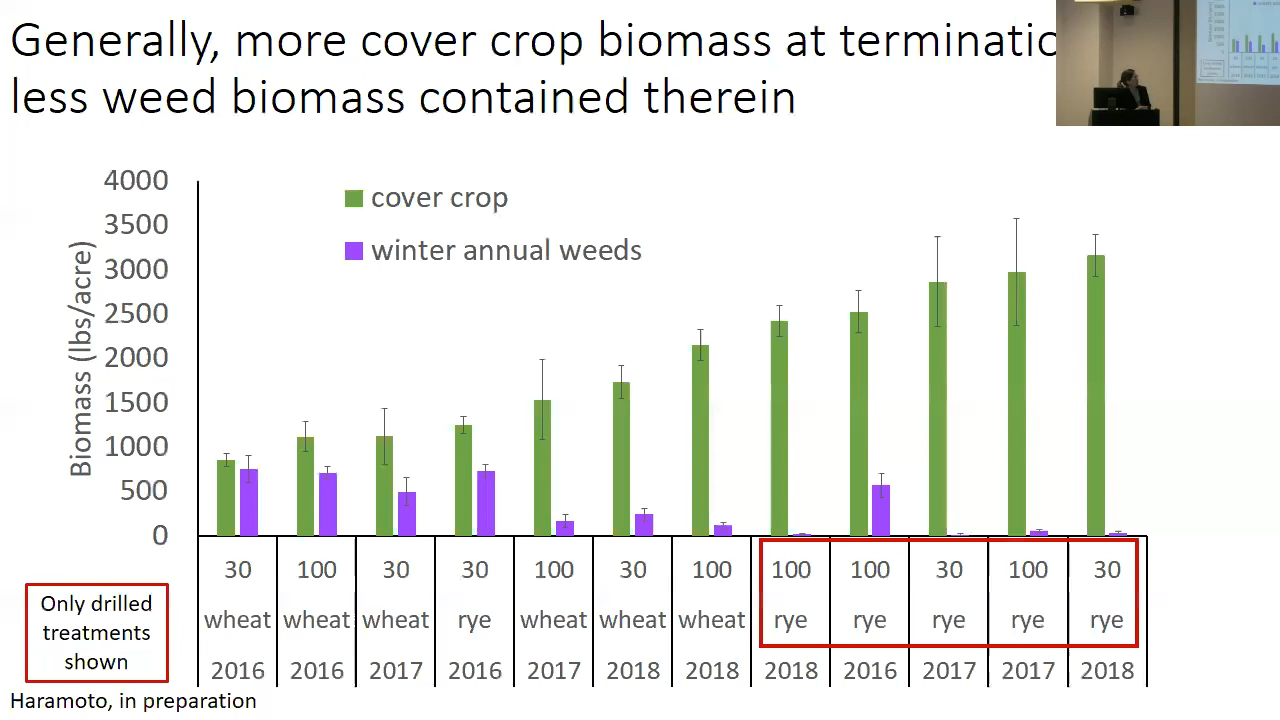 Generally, more cover crop biomass at terminatio
less weed biomass contained therein
4000
3500
3000
2500
2000
1500
1000
500
0
Biomass (lbs/acre)
cover crop
winter annual weeds
30 100 30 30 100 30 100 100 100 30 100 30
wheat wheat wheat rye wheat wheat wheat rye rye rye rye rye
2016 2016 2017 2016 2017 2018 2018 2018 2016 2017 2017 2018
Only drilled
treatments
shown
Haramoto, in preparation